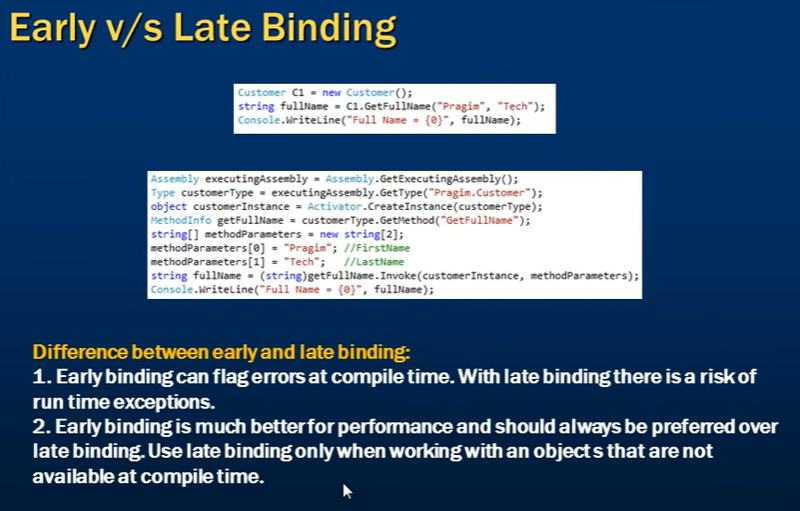 Early v/s Late Binding
Customer C1 = new Customer();
string fullName = C1.GetFullName("Pragim", "Tech");
Console.WriteLine("Full Name = {0}", fullName);
Assembly executingAssembly = Assembly.GetExecutingAssembly();
Type customerType = executingAssembly.GetType("Pragim.Customer");
object customerInstance = Activator.CreateInstance(customerType);
MethodInfo getFullName = customerType.GetMethod("GetFullName");
string[] methodParameters = new string[2];
methodParameters[0] = "Pragim"; //FirstName
methodParameters[1] = "Tech";   //LastName
string fullName = (string)getFullName.Invoke(customerInstance, methodParameters);
Console.WriteLine("Full Name = {0}", fullName);
Difference between early and late binding:
1. Early binding can flag errors at compile time. With late binding there is a risk of
run time exceptions.
2. Early binding is much better for performance and should always be preferred over
late binding. Use late binding only when working with an object s that are not
available at compile time.